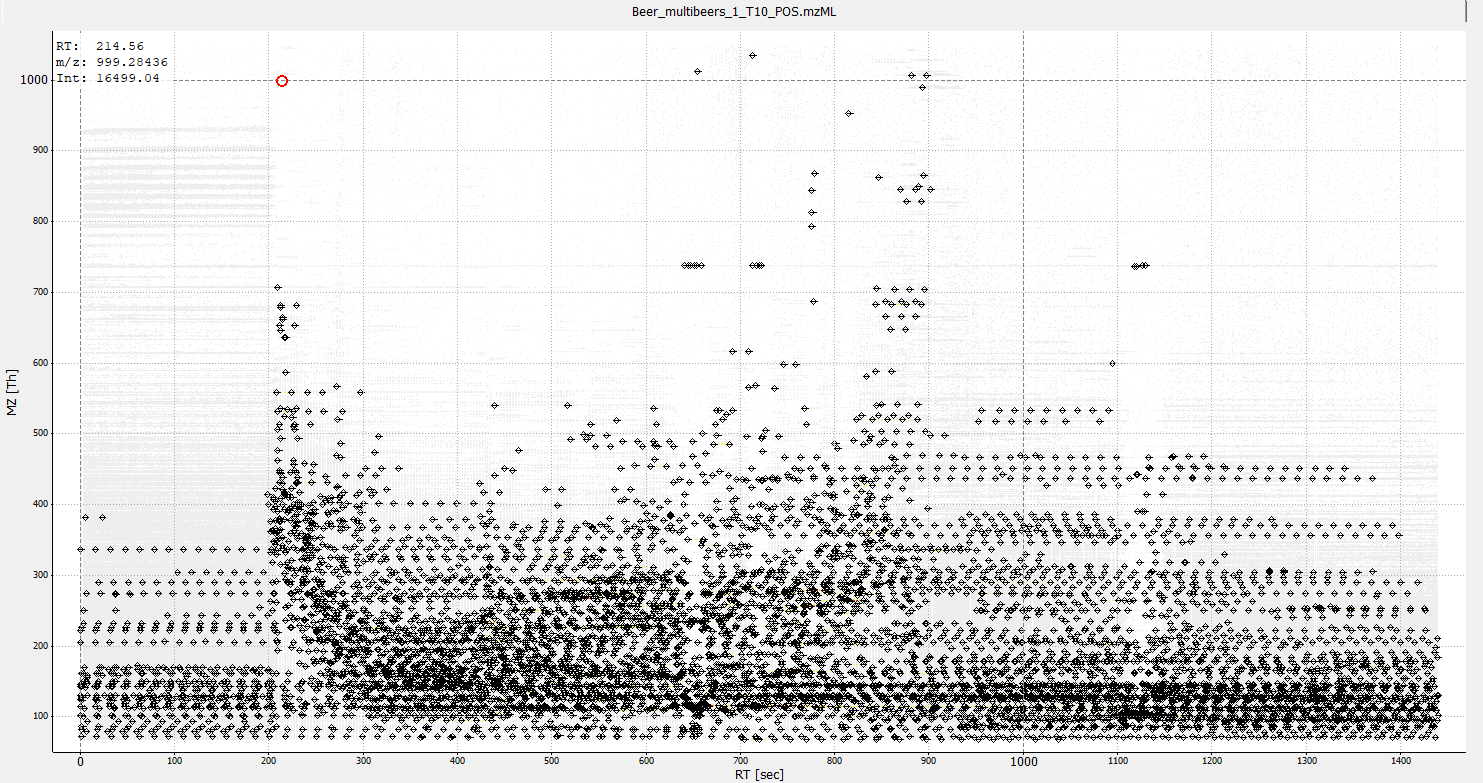 Beer_multibeers_1_T10_POS.mzML
RT: 214.56
m/z: 999.28436
Int: 16499.04
1000
900
800
700
600
500
400
300
200
100
MZ [Th]
0 100 200 300 400 500 600 700 800 900 1000 1100 1200 1300 1400
RT [sec]